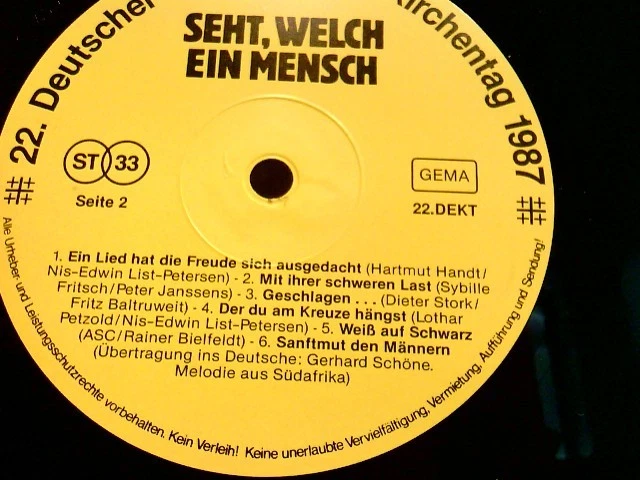 22. Deutscher Kirchentag 1987
SEHT, WELCH
EIN MENSCH
ST 33
GEMA
Seite 2
22.DEKT
1. Ein Lied hat die Freude sich ausgedacht (Hartmut Handt/
Nis-Edwin List-Petersen) - 2. Mit ihrer schweren Last (Sybille
Fritsch/Peter Janssens) - 3. Geschlagen . . . (Dieter Stork/
Fritz Baltruweit) - 4. Der du am Kreuze hängst (Lothar
Petzold/Nis-Edwin List-Petersen) - 5. Weiß auf Schwarz
(ASC/Rainer Bielfeldt) - 6. Sanftmut den Männern
(Übertragung ins Deutsche: Gerhard Schöne.
Melodie aus Südafrika)
Alle Urheber und Leistungsschutzrechte vorbehalten. Kein Verleih! Keine unerlaubte Vervielfältigung, Vermietung, Aufführung und Sendung!